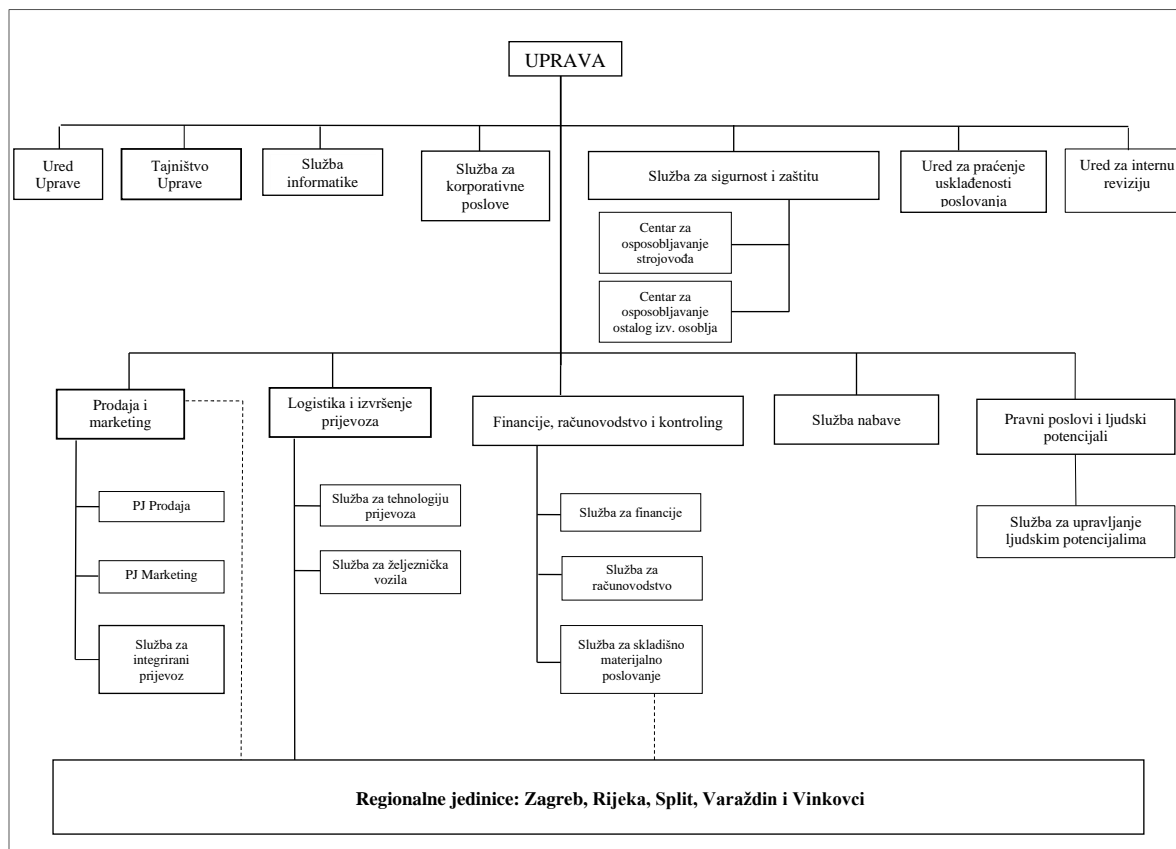 UPRAVA
Ured
Uprave
Tajništvo
Uprave
Služba
informatike
Služba za
korporativne
poslove
Služba za sigurnost i zaštitu
Ured za praćenje
usklađenosti
poslovanja
Ured za internu
reviziju
Centar za
osposobljavanje
strojovođa
Centar za
osposobljavanje
ostalog izv. osoblja
Prodaja i
marketing
Logistika i izvršenje
prijevoza
Financije, računovodstvo i kontroling
Služba nabave
Pravni poslovi i ljudski
potencijali
PJ Prodaja
PJ Marketing
Služba za
integrirani
prijevoz
Služba za tehnologiju
prijevoza
Služba za željeznička
vozila
Služba za financije
Služba za
računovodstvo
Služba za skladišno
materijalno
poslovanje
Služba za upravljanje
ljudskim potencijalima
Regionalne jedinice: Zagreb, Rijeka, Split, Varaždin i Vinkovci